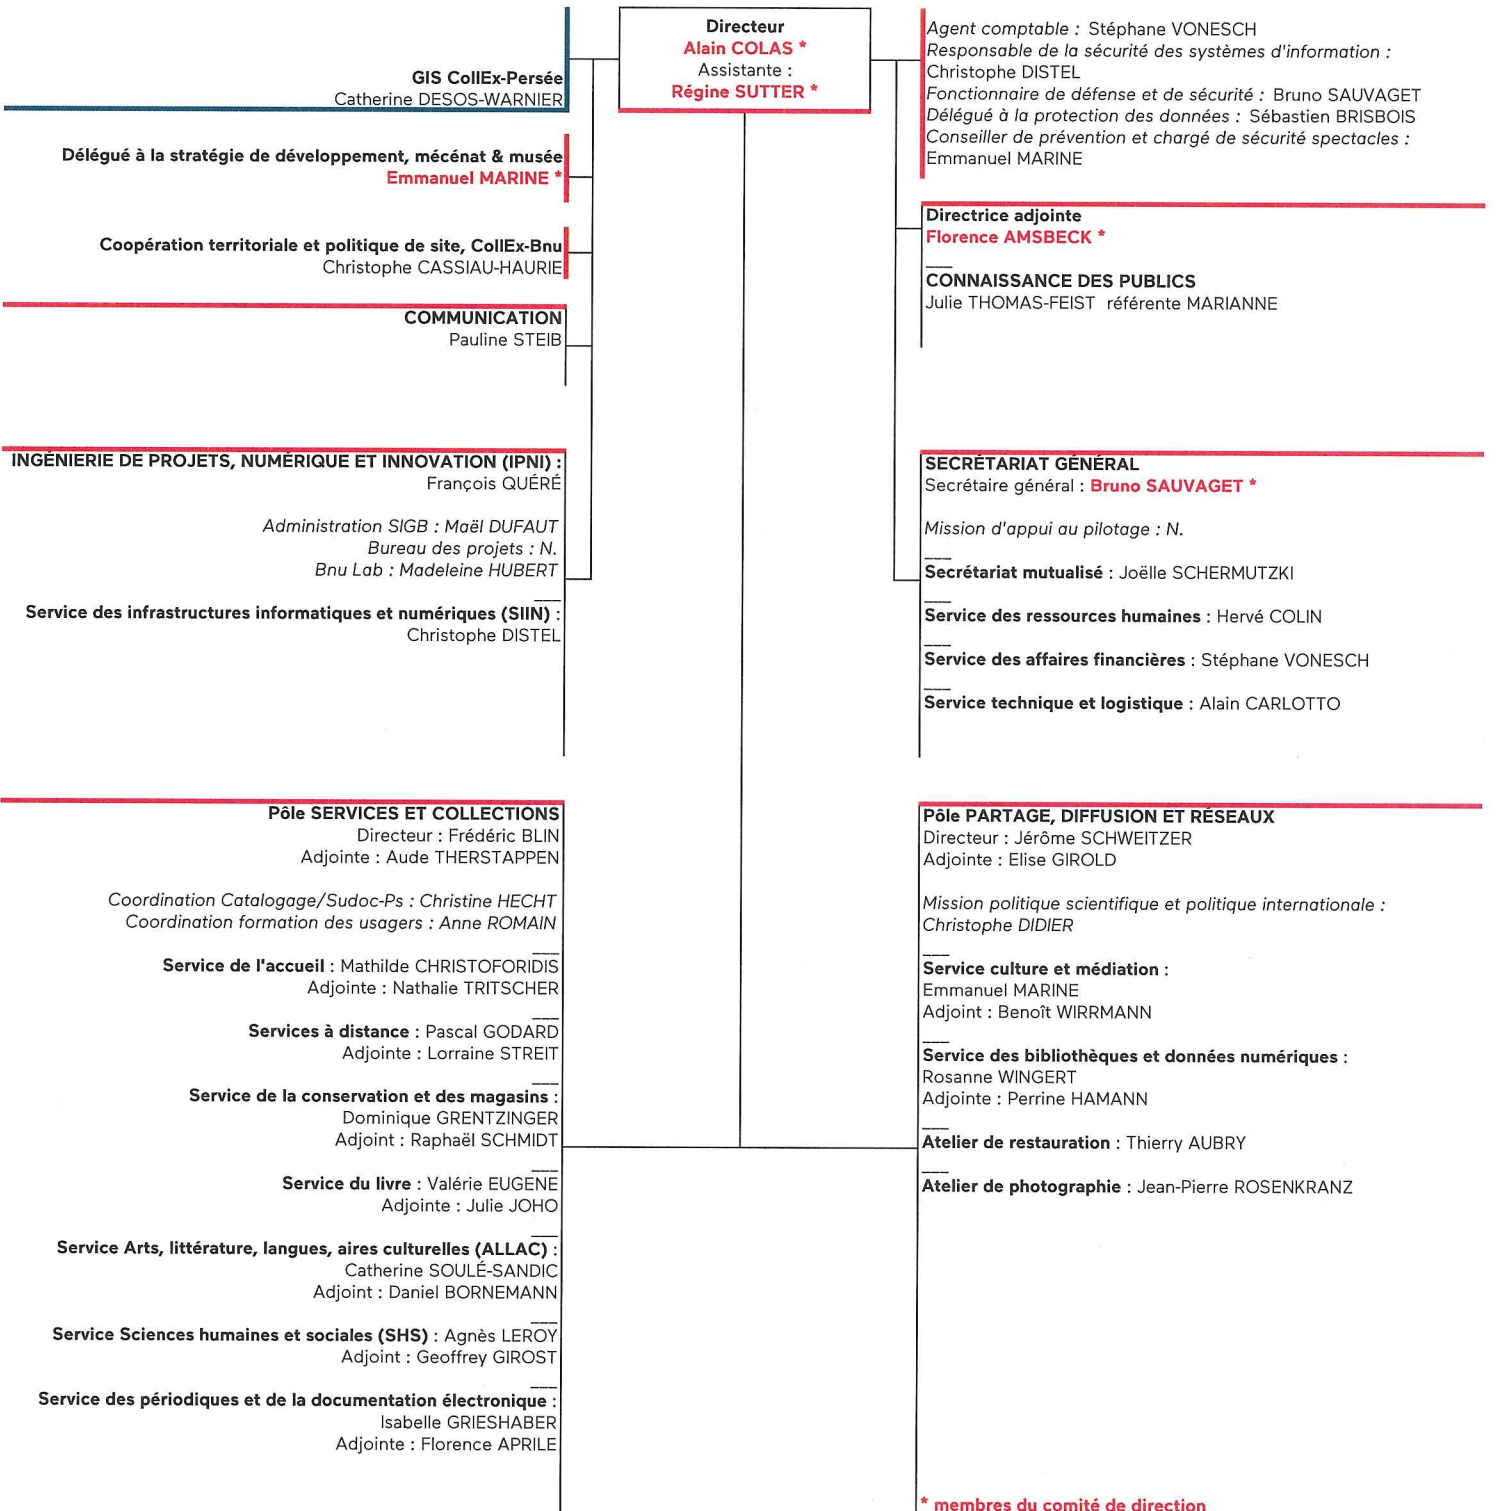 Directeur
Alain COLAS *
Assistante :
Régine SUTTER *
GIS CollEx-Persée
Catherine DESOS-WARNIER
Délégué à la stratégie de développement, mécénat & musée
Emmanuel MARINE *
Coopération territoriale et politique de site, CollEx-Bnu
Christophe CASSIAU-HAURIE
COMMUNICATION
Pauline STEIB
INGÉNIERIE DE PROJETS, NUMÉRIQUE ET INNOVATION (IPNI) :
François QUÉRÉ
Administration SIGB : Maël DUFAUT
Bureau des projets : N.
Bnu Lab : Madeleine HUBERT
Service des infrastructures informatiques et numériques (SIIN) :
Christophe DISTEL
Agent comptable : Stéphane VONESCH
Responsable de la sécurité des systèmes d'information :
Christophe DISTEL
Fonctionnaire de défense et de sécurité : Bruno SAUVAGET
Délégué à la protection des données : Sébastien BRISBOIS
Conseiller de prévention et chargé de sécurité spectacles :
Emmanuel MARINE
Directrice adjointe
Florence AMSBECK *
CONNAISSANCE DES PUBLICS
Julie THOMAS-FEIST référente MARIANNE
SECRÉTARIAT GÉNÉRAL
Secrétaire général : Bruno SAUVAGET *
Mission d'appui au pilotage : N.
Secrétariat mutualisé : Joëlle SCHERMUTZKI
Service des ressources humaines : Hervé COLIN
Service des affaires financières : Stéphane VONESCH
Service technique et logistique : Alain CARLOTTO
Pôle SERVICES ET COLLECTIONS
Directeur : Frédéric BLIN
Adjointe : Aude THERSTAPPEN
Coordination Catalogage/Sudoc-Ps : Christine HECHT
Coordination formation des usagers : Anne ROMAIN
Service de l'accueil : Mathilde CHRISTOFORIDIS
Adjointe : Nathalie TRITSCHER
Services à distance : Pascal GODARD
Adjointe : Lorraine STREIT
Service de la conservation et des magasins :
Dominique GRENTZINGER
Adjoint : Raphaël SCHMIDT
Service du livre : Valérie EUGENE
Adjointe : Julie JOHO
Service Arts, littérature, langues, aires culturelles (ALLAC) :
Catherine SOULÉ-SANDIC
Adjoint : Daniel BORNEMANN
Service Sciences humaines et sociales (SHS) : Agnès LEROY
Adjoint : Geoffrey GIROST
Service des périodiques et de la documentation électronique :
Isabelle GRIESHABER
Adjointe : Florence APRILE
Pôle PARTAGE, DIFFUSION ET RÉSEAUX
Directeur : Jérôme SCHWEITZER
Adjointe : Elise GIROLD
Mission politique scientifique et politique internationale :
Christophe DIDIER
Service culture et médiation :
Emmanuel MARINE
Adjoint : Benoît WIRRMANN
Service des bibliothèques et données numériques :
Rosanne WINGERT
Adjointe : Perrine HAMANN
Atelier de restauration : Thierry AUBRY
Atelier de photographie : Jean-Pierre ROSENKRANZ
* membres du comité de direction